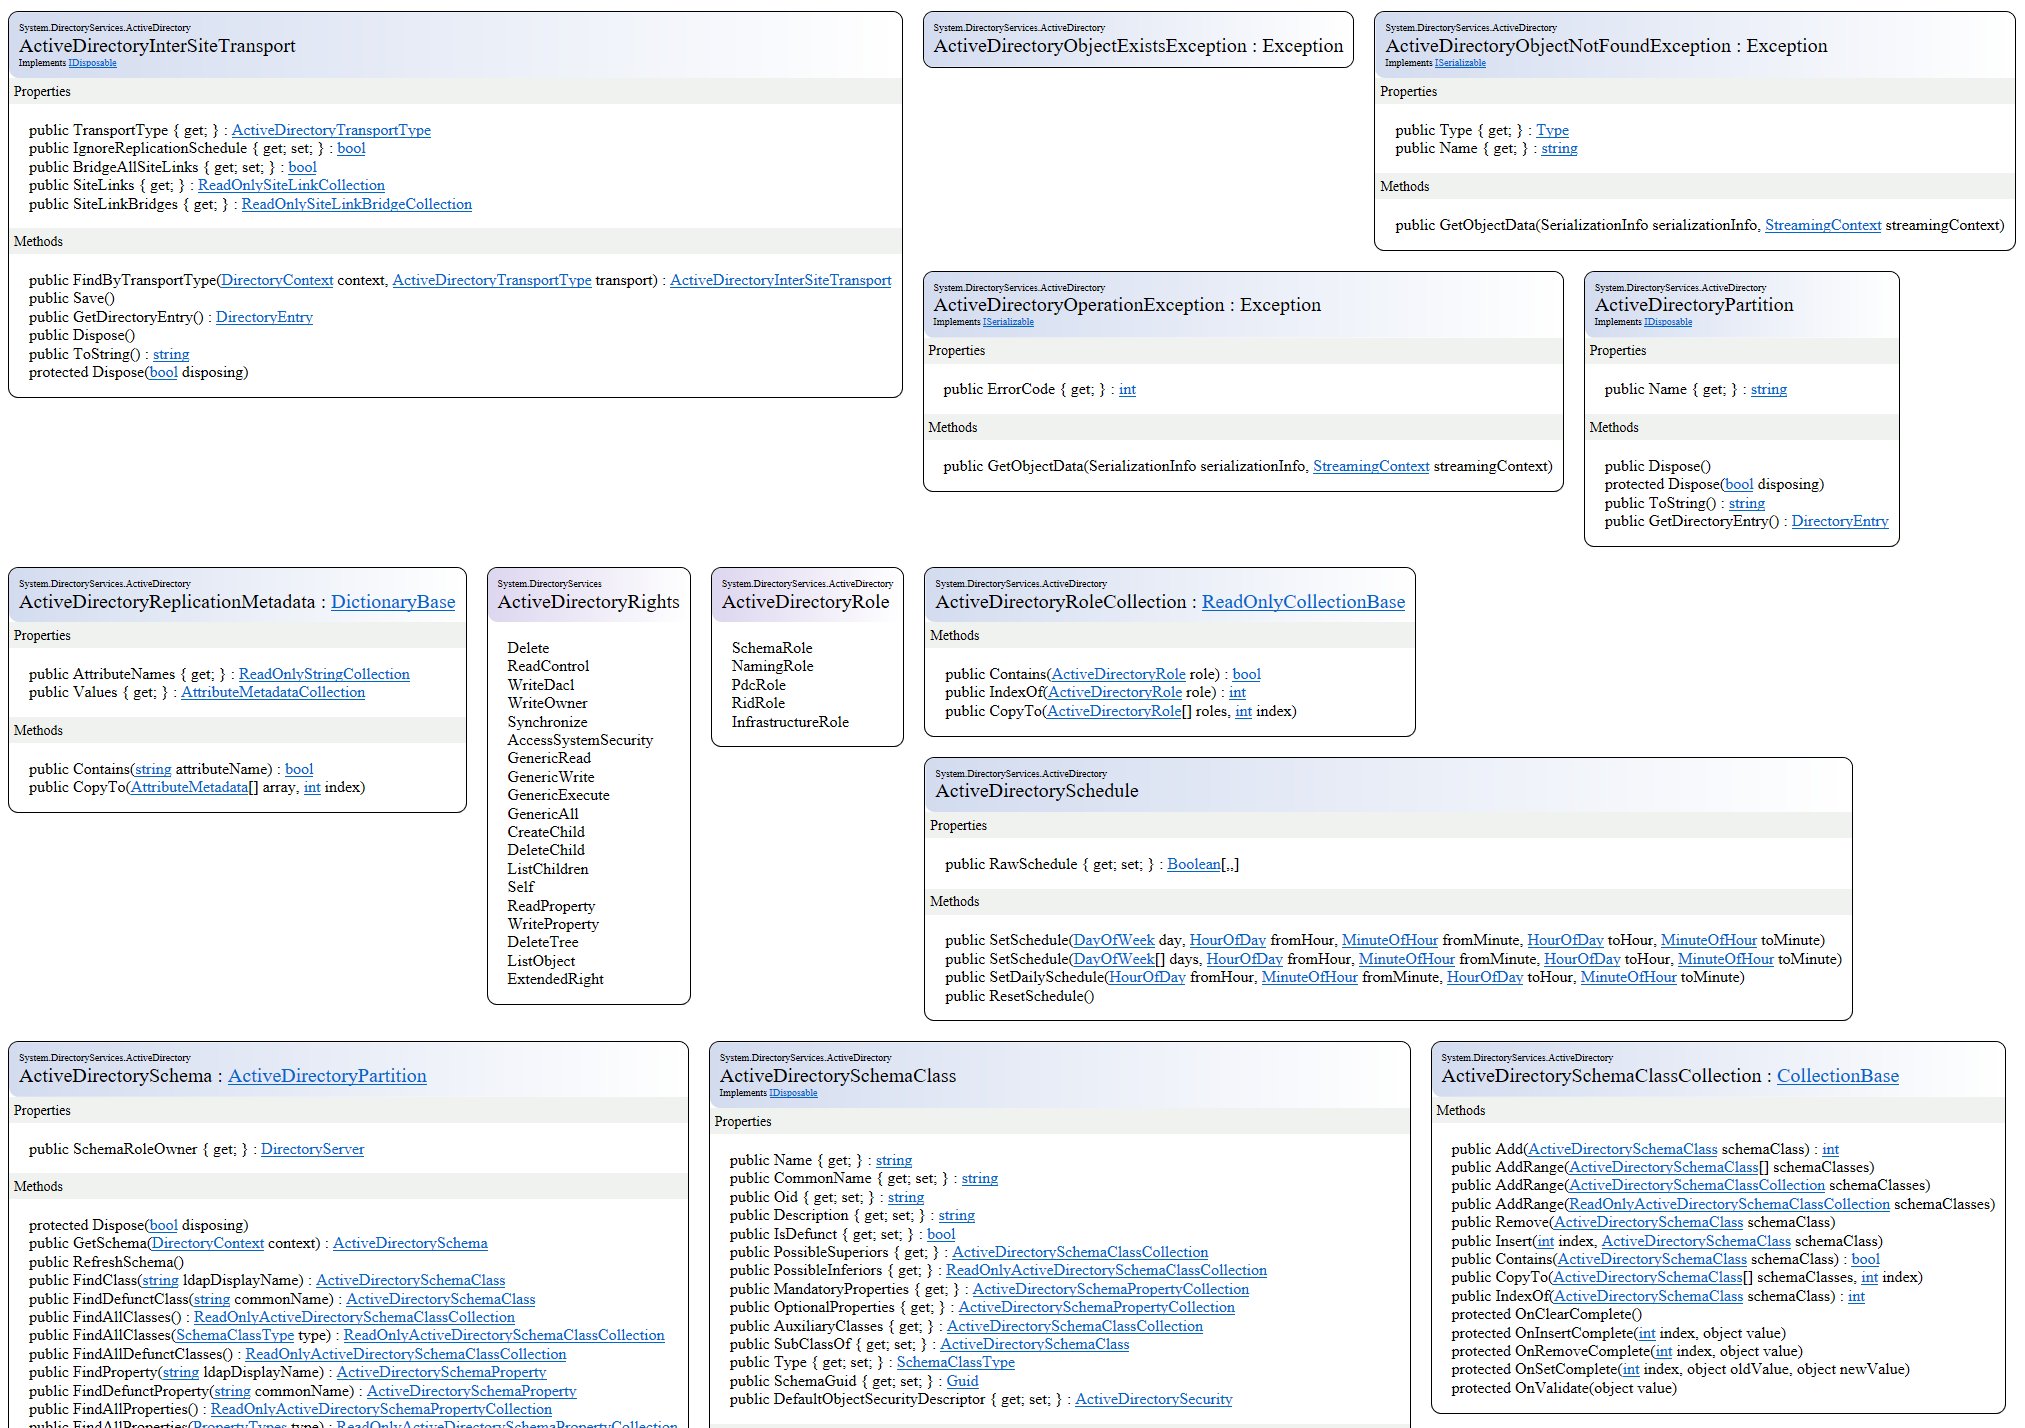 System.DirectoryServices.ActiveDirectory
ActiveDirectoryInterSiteTransport
Implements IDisposable
Properties
public TransportType { get; } : ActiveDirectoryTransportType
public IgnoreReplicationSchedule { get; set; } : bool
public BridgeAllSiteLinks { get; set; } : bool
public SiteLinks { get; } : ReadOnlySiteLinkCollection
public SiteLinkBridges { get; } : ReadOnlySiteLinkBridgeCollection
Methods
public FindByTransportType(DirectoryContext context, ActiveDirectoryTransportType transport) : ActiveDirectoryInterSiteTransport
public Save()
public GetDirectoryEntry() : DirectoryEntry
public Dispose()
public ToString() : string
protected Dispose(bool disposing)
System.DirectoryServices.ActiveDirectory
ActiveDirectoryObjectExistsException : Exception
System.DirectoryServices.ActiveDirectory
ActiveDirectoryObjectNotFoundException : Exception
Implements ISerializable
Properties
public Type { get; } : Type
public Name { get; } : string
Methods
public GetObjectData(SerializationInfo serializationInfo, StreamingContext streamingContext)
System.DirectoryServices.ActiveDirectory
ActiveDirectoryOperationException : Exception
Implements ISerializable
Properties
public ErrorCode { get; } : int
Methods
public GetObjectData(SerializationInfo serializationInfo, StreamingContext streamingContext)
System.DirectoryServices.ActiveDirectory
ActiveDirectoryPartition
Implements IDisposable
Properties
public Name { get; } : string
Methods
public Dispose()
protected Dispose(bool disposing)
public ToString() : string
public GetDirectoryEntry() : DirectoryEntry
System.DirectoryServices.ActiveDirectory
ActiveDirectoryReplicationMetadata : DictionaryBase
Properties
public AttributeNames { get; } : ReadOnlyStringCollection
public Values { get; } : AttributeMetadataCollection
Methods
public Contains(string attributeName) : bool
public CopyTo(AttributeMetadata[] array, int index)
System.DirectoryServices
ActiveDirectoryRights
Delete
ReadControl
WriteDacl
WriteOwner
Synchronize
AccessSystemSecurity
GenericRead
GenericWrite
GenericExecute
GenericAll
CreateChild
DeleteChild
ListChildren
Self
ReadProperty
WriteProperty
DeleteTree
ListObject
ExtendedRight
System.DirectoryServices.ActiveDirectory
ActiveDirectoryRole
SchemaRole
NamingRole
PdcRole
RidRole
InfrastructureRole
System.DirectoryServices.ActiveDirectory
ActiveDirectoryRoleCollection : ReadOnlyCollectionBase
Methods
public Contains(ActiveDirectoryRole role) : bool
public IndexOf(ActiveDirectoryRole role) : int
public CopyTo(ActiveDirectoryRole[] roles, int index)
System.DirectoryServices.ActiveDirectory
ActiveDirectorySchedule
Properties
public RawSchedule { get; set; } : Boolean[,,]
Methods
public SetSchedule(DayOfWeek day, HourOfDay fromHour, MinuteOfHour fromMinute, HourOfDay toHour, MinuteOfHour toMinute)
public SetSchedule(DayOfWeek[] days, HourOfDay fromHour, MinuteOfHour fromMinute, HourOfDay toHour, MinuteOfHour toMinute)
public SetDailySchedule(HourOfDay fromHour, MinuteOfHour fromMinute, HourOfDay toHour, MinuteOfHour toMinute)
public ResetSchedule()
System.DirectoryServices.ActiveDirectory
ActiveDirectorySchema : ActiveDirectoryPartition
Properties
public SchemaRoleOwner { get; } : DirectoryServer
Methods
protected Dispose(bool disposing)
public GetSchema(DirectoryContext context) : ActiveDirectorySchema
public RefreshSchema()
public FindClass(string ldapDisplayName) : ActiveDirectorySchemaClass
public FindDefunctClass(string commonName) : ActiveDirectorySchemaClass
public FindAllClasses() : ReadOnlyActiveDirectorySchemaClassCollection
public FindAllClasses(SchemaClassType type) : ReadOnlyActiveDirectorySchemaClassCollection
public FindAllDefunctClasses() : ReadOnlyActiveDirectorySchemaClassCollection
public FindProperty(string ldapDisplayName) : ActiveDirectorySchemaProperty
public FindDefunctProperty(string commonName) : ActiveDirectorySchemaProperty
public FindAllProperties() : ReadOnlyActiveDirectorySchemaPropertyCollection
public FindAllProperties(PropertyTypes type) : ReadOnlyActiveDirectorySchemaPropertyCollection
System.DirectoryServices.ActiveDirectory
ActiveDirectorySchemaClass
Implements IDisposable
Properties
public Name { get; } : string
public CommonName { get; set; } : string
public Oid { get; set; } : string
public Description { get; set; } : string
public IsDefunct { get; set; } : bool
public PossibleSuperiors { get; } : ActiveDirectorySchemaClassCollection
public PossibleInferiors { get; } : ReadOnlyActiveDirectorySchemaClassCollection
public MandatoryProperties { get; } : ActiveDirectorySchemaPropertyCollection
public OptionalProperties { get; } : ActiveDirectorySchemaPropertyCollection
public AuxiliaryClasses { get; } : ActiveDirectorySchemaClassCollection
public SubClassOf { get; set; } : ActiveDirectorySchemaClass
public Type { get; set; } : SchemaClassType
public SchemaGuid { get; set; } : Guid
public DefaultObjectSecurityDescriptor { get; set; } : ActiveDirectorySecurity
System.DirectoryServices.ActiveDirectory
ActiveDirectorySchemaClassCollection : CollectionBase
Methods
public Add(ActiveDirectorySchemaClass schemaClass) : int
public AddRange(ActiveDirectorySchemaClass[] schemaClasses)
public AddRange(ActiveDirectorySchemaClassCollection schemaClasses)
public AddRange(ReadOnlyActiveDirectorySchemaClassCollection schemaClasses)
public Remove(ActiveDirectorySchemaClass schemaClass)
public Insert(int index, ActiveDirectorySchemaClass schemaClass)
public Contains(ActiveDirectorySchemaClass schemaClass) : bool
public CopyTo(ActiveDirectorySchemaClass[] schemaClasses, int index)
public IndexOf(ActiveDirectorySchemaClass schemaClass) : int
protected OnClearComplete()
protected OnInsertComplete(int index, object value)
protected OnRemoveComplete(int index, object value)
protected OnSetComplete(int index, object oldValue, object newValue)
protected OnValidate(object value)